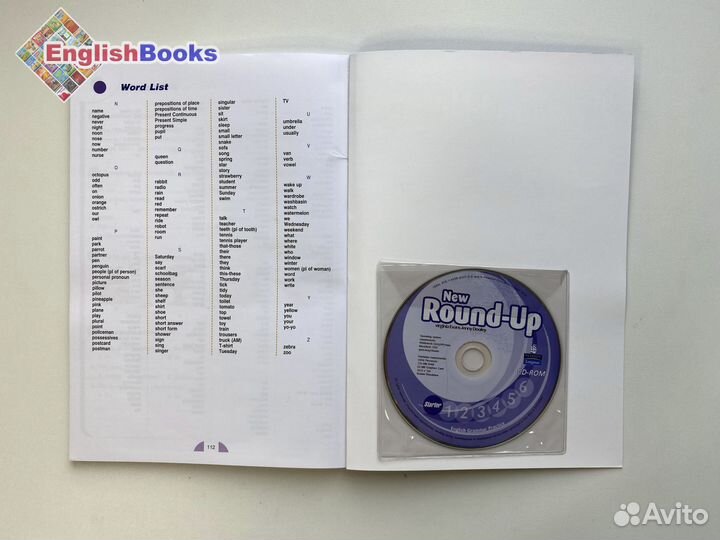 EnglishBooks
Word List
N
name
negative
never
night
noon
nose
now
number
nurse
O
octopus
odd
often
on
onion
orange
ostrich
our
owl
P
paint
park
parrot
partner
pen
penguin
people (pl of person)
personal pronoun
picture
pillow
pilot
pineapple
pink
plane
play
plural
point
policeman
possessives
postcard
postman
prepositions of place
prepositions of time
Present Continuous
Present Simple
progress
pupil
put
Q
queen
question
R
rabbit
radio
rain
read
red
remember
repeat
ride
robot
room
run
S
Saturday
say
scarf
schoolbag
season
sentence
she
sheep
shelf
shirt
shoe
short
short answer
short form
shower
sign
sing
singer
singular
sister
sit
skirt
sleep
small
small letter
snake
sofa
song
spring
star
story
strawberry
student
summer
Sunday
swim
T
talk
teacher
teeth (pl of tooth)
tennis
tennis player
that-those
their
there
they
think
this-these
Thursday
tick
tidy
today
toilet
tomato
top
towel
toy
train
trousers
truck (AM)
T-shirt
Tuesday
TV
U
umbrella
under
usually
V
van
verb
vowel
W
wake up
walk
wardrobe
washbasin
watch
watermelon
we
Wednesday
weekend
what
where
white
who
window
winter
women (pl of woman)
word
work
write
Y
year
yellow
you
your
yo-yo
Z
zebra
zoo
112
New
Round-Up
Virginia Evans-Jenny Dooley
CD-ROM
Starter 1 2 3 4 5 6
English Grammar Practice
Avito